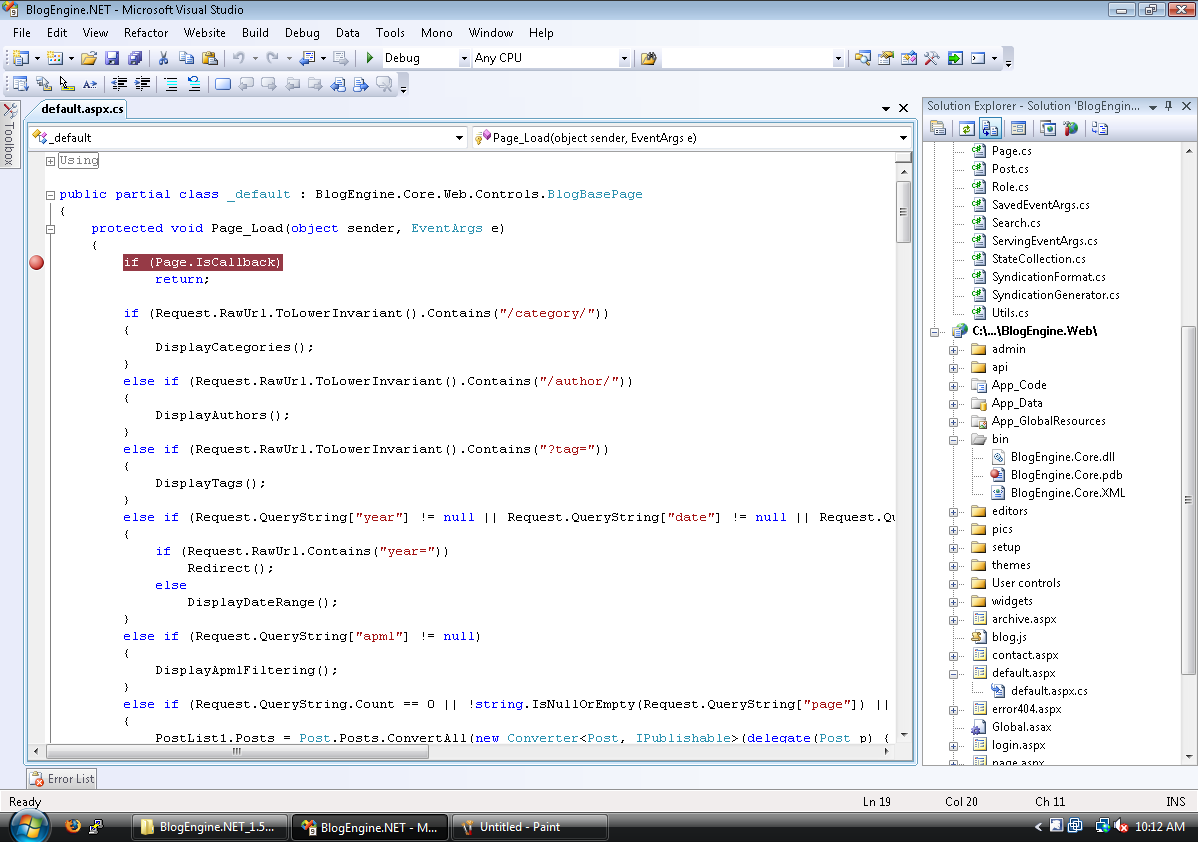 BlogEngine.NET - Microsoft Visual Studio
File Edit View Refactor Website Build Debug Data Tools Mono Window Help
Debug Any CPU
Toolbox
default.aspx.cs
_default Page_Load(object sender, EventArgs e)
Using
public partial class _default : BlogEngine.Core.Web.Controls.BlogBasePage
{
protected void Page_Load(object sender, EventArgs e)
{
if (Page.IsCallback)
return;
if (Request.RawUrl.ToLowerInvariant().Contains("/category/"))
{
DisplayCategories();
}
else if (Request.RawUrl.ToLowerInvariant().Contains("/author/"))
{
DisplayAuthors();
}
else if (Request.RawUrl.ToLowerInvariant().Contains("?tag="))
{
DisplayTags();
}
else if (Request.QueryString["year"] != null || Request.QueryString["date"] != null || Request.Qu
{
if (Request.RawUrl.Contains("year="))
Redirect();
else
DisplayDateRange();
}
else if (Request.QueryString["apml"] != null)
{
DisplayApmlFiltering();
}
else if (Request.QueryString.Count == 0 || !string.IsNullOrEmpty(Request.QueryString["page"]) ||
{
PostList1.Posts = Post.Posts.ConvertAll(new Converter<Post, IPublishable>(delegate(Post p) {
Solution Explorer - Solution 'BlogEngin...
Page.cs
Post.cs
Role.cs
SavedEventArgs.cs
Search.cs
ServingEventArgs.cs
StateCollection.cs
SyndicationFormat.cs
SyndicationGenerator.cs
Utils.cs
C:\...\BlogEngine.Web\
admin
api
App_Code
App_Data
App_GlobalResources
bin
BlogEngine.Core.dll
BlogEngine.Core.pdb
BlogEngine.Core.XML
editors
pics
setup
themes
User controls
widgets
archive.aspx
blog.js
contact.aspx
default.aspx
default.aspx.cs
error404.aspx
Global.asax
login.aspx
page.aspx
Error List
Ready Ln 19 Col 20 Ch 11 INS
BlogEngine.NET_1.5... BlogEngine.NET - M... Untitled - Paint 10:12 AM